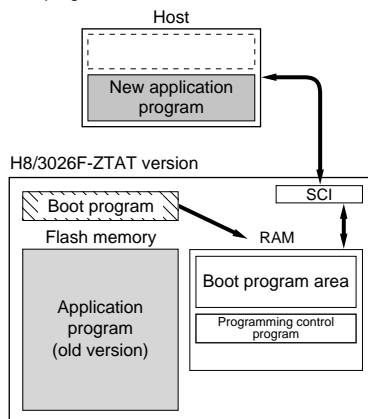 Host
New application
program
H8/3026F-ZTAT version
SCI
Boot program
Flash memory
RAM
Boot program area
Application
program
(old version)
Programming control
program